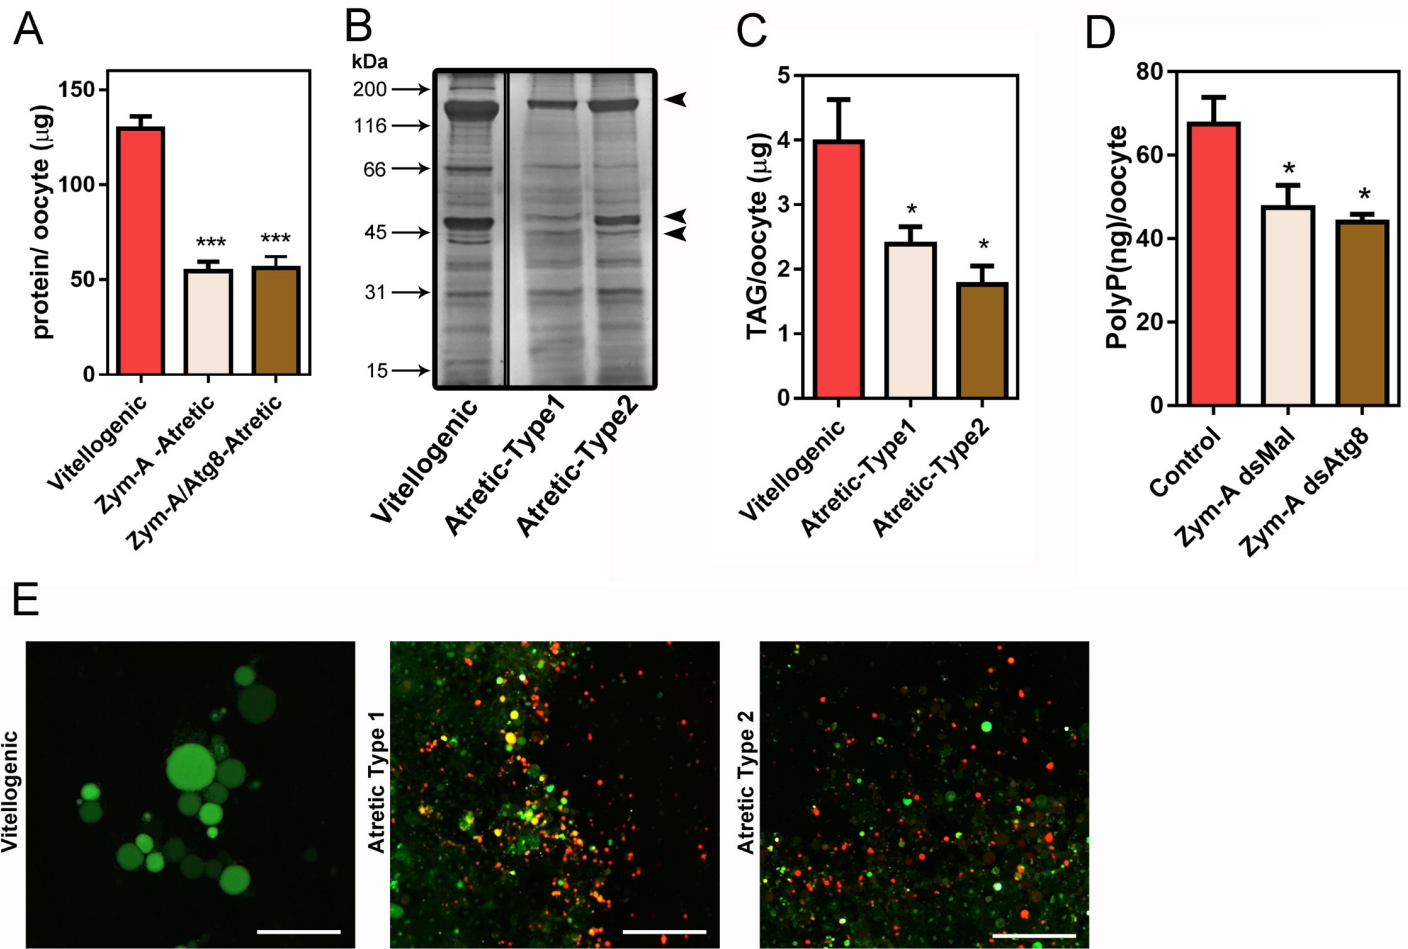 A
150
100
50
0
protein/ oocyte (µg)
***
***
Vitellogenic
Zym-A -Atretic
Zym-A/Atg8-Atretic
B
kDa
200
116
66
45
31
15
Vitellogenic
Atretic-Type1
Atretic-Type2
C
5
4
3
2
1
0
TAG/oocyte (µg)
*
*
Vitellogenic
Atretic-Type1
Atretic-Type2
D
80
60
40
20
0
PolyP(ng)/oocyte
*
*
Control
Zym-A dsMal
Zym-A dsAtg8
E
Vitellogenic
Atretic Type 1
Atretic Type 2